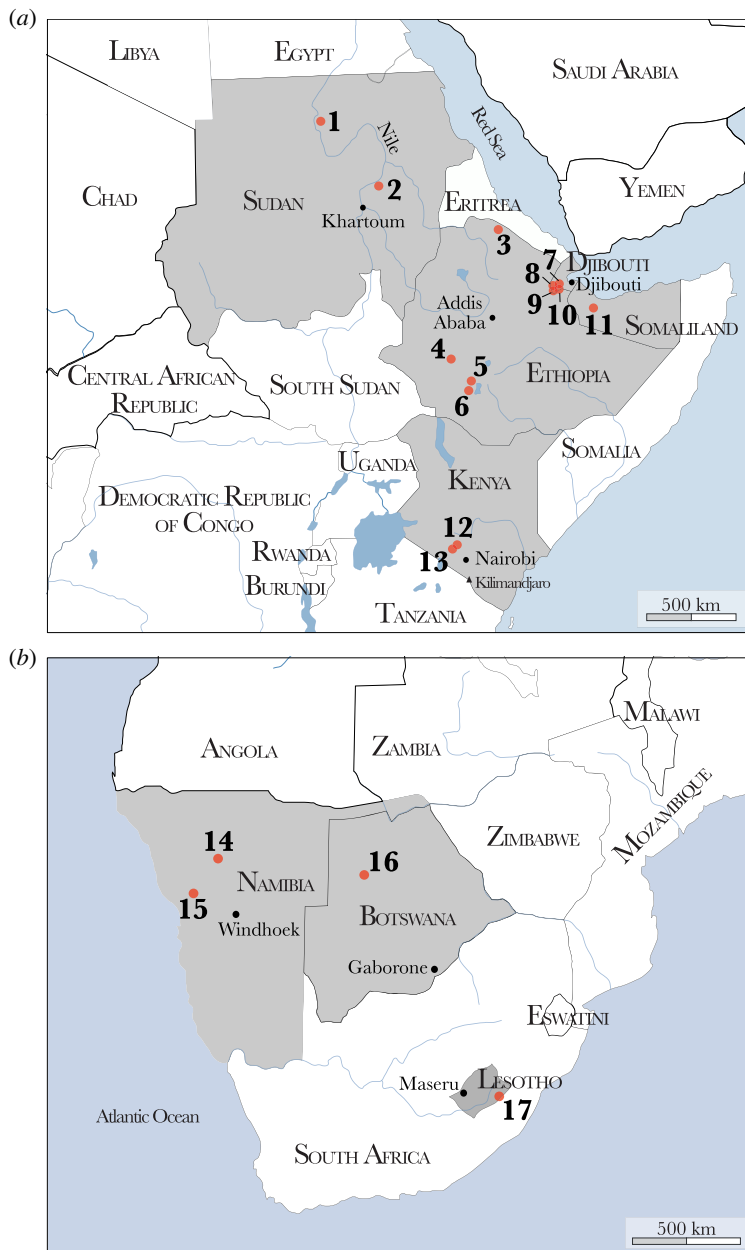 (a)
LIBYA
EGYPT
SAUDI ARABIA
1
Nile
Red Sea
CHAD
SUDAN
2
Khartoum
YEMEN
ERITREA
3
7
DJIBOUTI
8
Djibouti
9
10
11
Addis
Ababa
SOMALILAND
4
5
ETHIOPIA
6
CENTRAL AFRICAN
REPUBLIC
SOUTH SUDAN
SOMALIA
UGANDA
KENYA
DEMOCRATIC REPUBLIC
OF CONGO
12
RWANDA
13
Nairobi
BURUNDI
Kilimandjaro
TANZANIA
500 km
(b)
MALAWI
ANGOLA
ZAMBIA
MOZAMBIQUE
ZIMBABWE
14
16
NAMIBIA
15
BOTSWANA
Windhoek
Gaborone
ESWATINI
Maseru
LESOTHO
17
Atlantic Ocean
SOUTH AFRICA
500 km